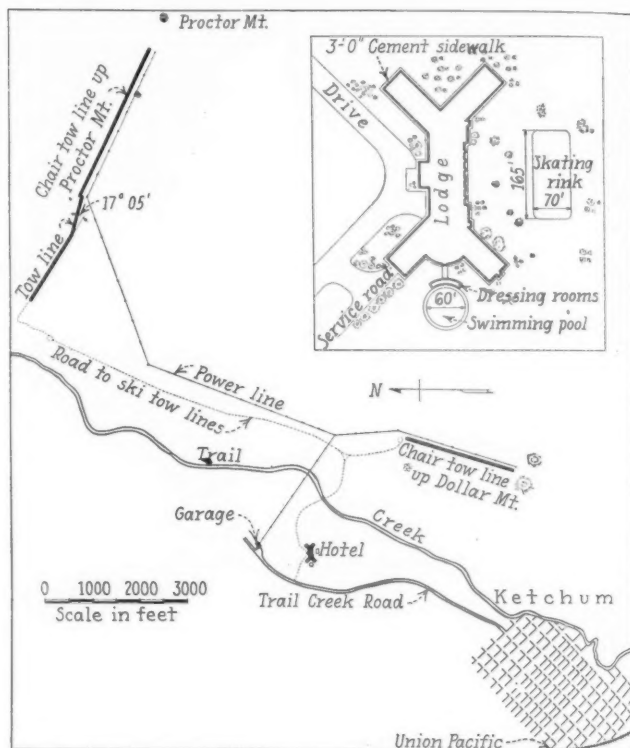 Proctor Mt.
Chair tow line up
Proctor Mt.
17° 05'
Tow line
3'-0" Cement sidewalk
Drive
Lodge
165'
Skating
rink
70'
Service road
60'
Dressing rooms
Swimming pool
Road to ski tow lines
Power line
N
Trail
Chair tow line
up Dollar Mt.
Creek
Garage
Hotel
0 1000 2000 3000
Scale in feet
Trail Creek Road
Ketchum
Union Pacific